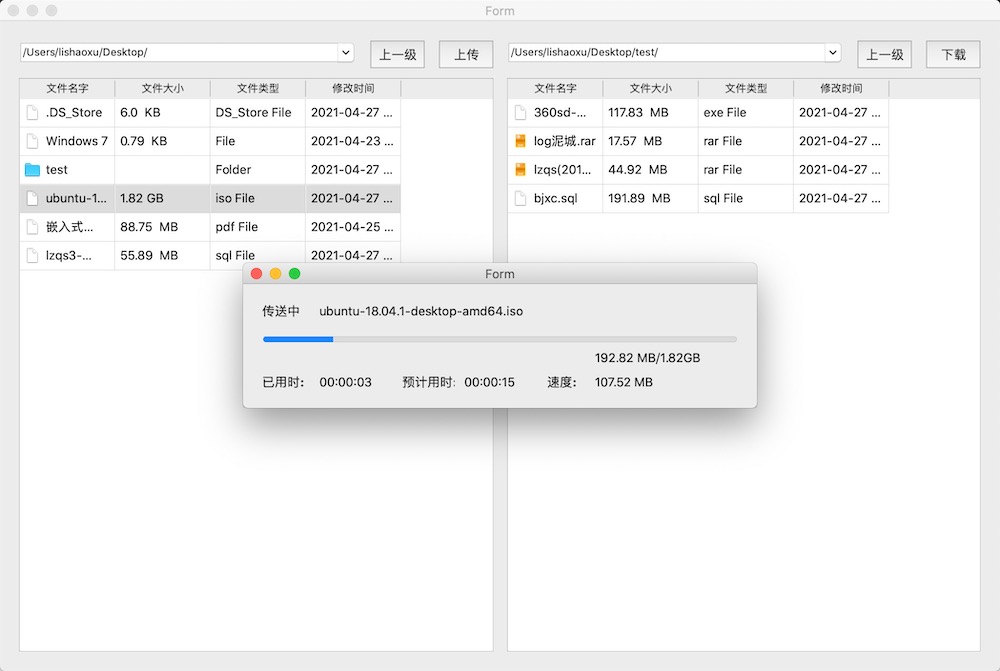 Form
/Users/lishaoxu/Desktop/ 上一级 上传
文件名字 文件大小 文件类型 修改时间
.DS_Store 6.0 KB DS_Store File 2021-04-27 ...
Windows 7 0.79 KB File 2021-04-23 ...
test Folder 2021-04-27 ...
ubuntu-1... 1.82 GB iso File 2021-04-27 ...
嵌入式... 88.75 MB pdf File 2021-04-25 ...
lzqs3-... 55.89 MB sql File 2021-04-27 ...
/Users/lishaoxu/Desktop/test/ 上一级 下载
文件名字 文件大小 文件类型 修改时间
360sd-... 117.83 MB exe File 2021-04-27 ...
log泥城.rar 17.57 MB rar File 2021-04-27 ...
lzqs(201... 44.92 MB rar File 2021-04-27 ...
bjxc.sql 191.89 MB sql File 2021-04-27 ...
Form
传送中 ubuntu-18.04.1-desktop-amd64.iso
192.82 MB/1.82GB
已用时: 00:00:03 预计用时: 00:00:15 速度: 107.52 MB